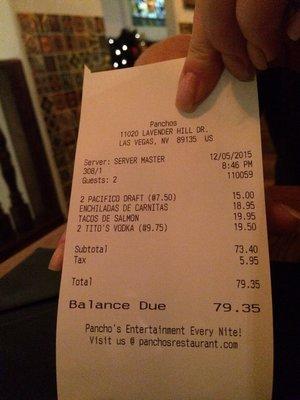 Panchos
11020 LAVENDER HILL DR.
LAS VEGAS, NV 89135 US
Server: SERVER MASTER 12/05/2015
308/1 8:46 PM
Guests: 2 110059
2 PACIFICO DRAFT (@7.50) 15.00
ENCHILADAS DE CARNITAS 18.95
TACOS DE SALMON 19.95
2 TITO'S VODKA (@9.75) 19.50
Subtotal 73.40
Tax 5.95
Total 79.35
Balance Due 79.35
Pancho's Entertainment Every Nite!
Visit us @ panchosrestaurant.com